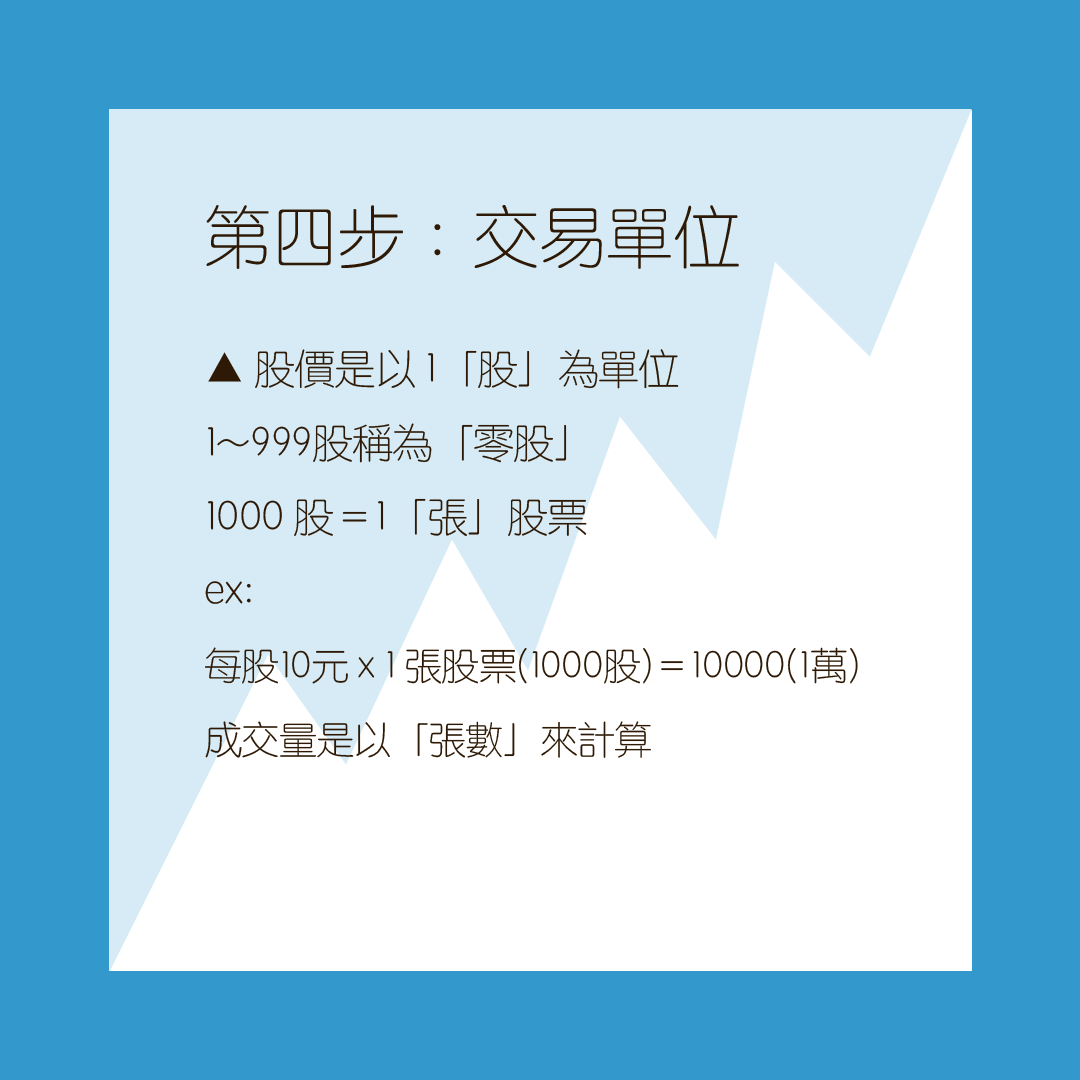 第四步：交易單位
▲ 股價是以 1「股」為單位
1～999股稱為「零股」
1000 股＝1「張」股票
ex:
每股10元 x 1 張股票(1000股)＝10000(1萬)
成交量是以「張數」來計算